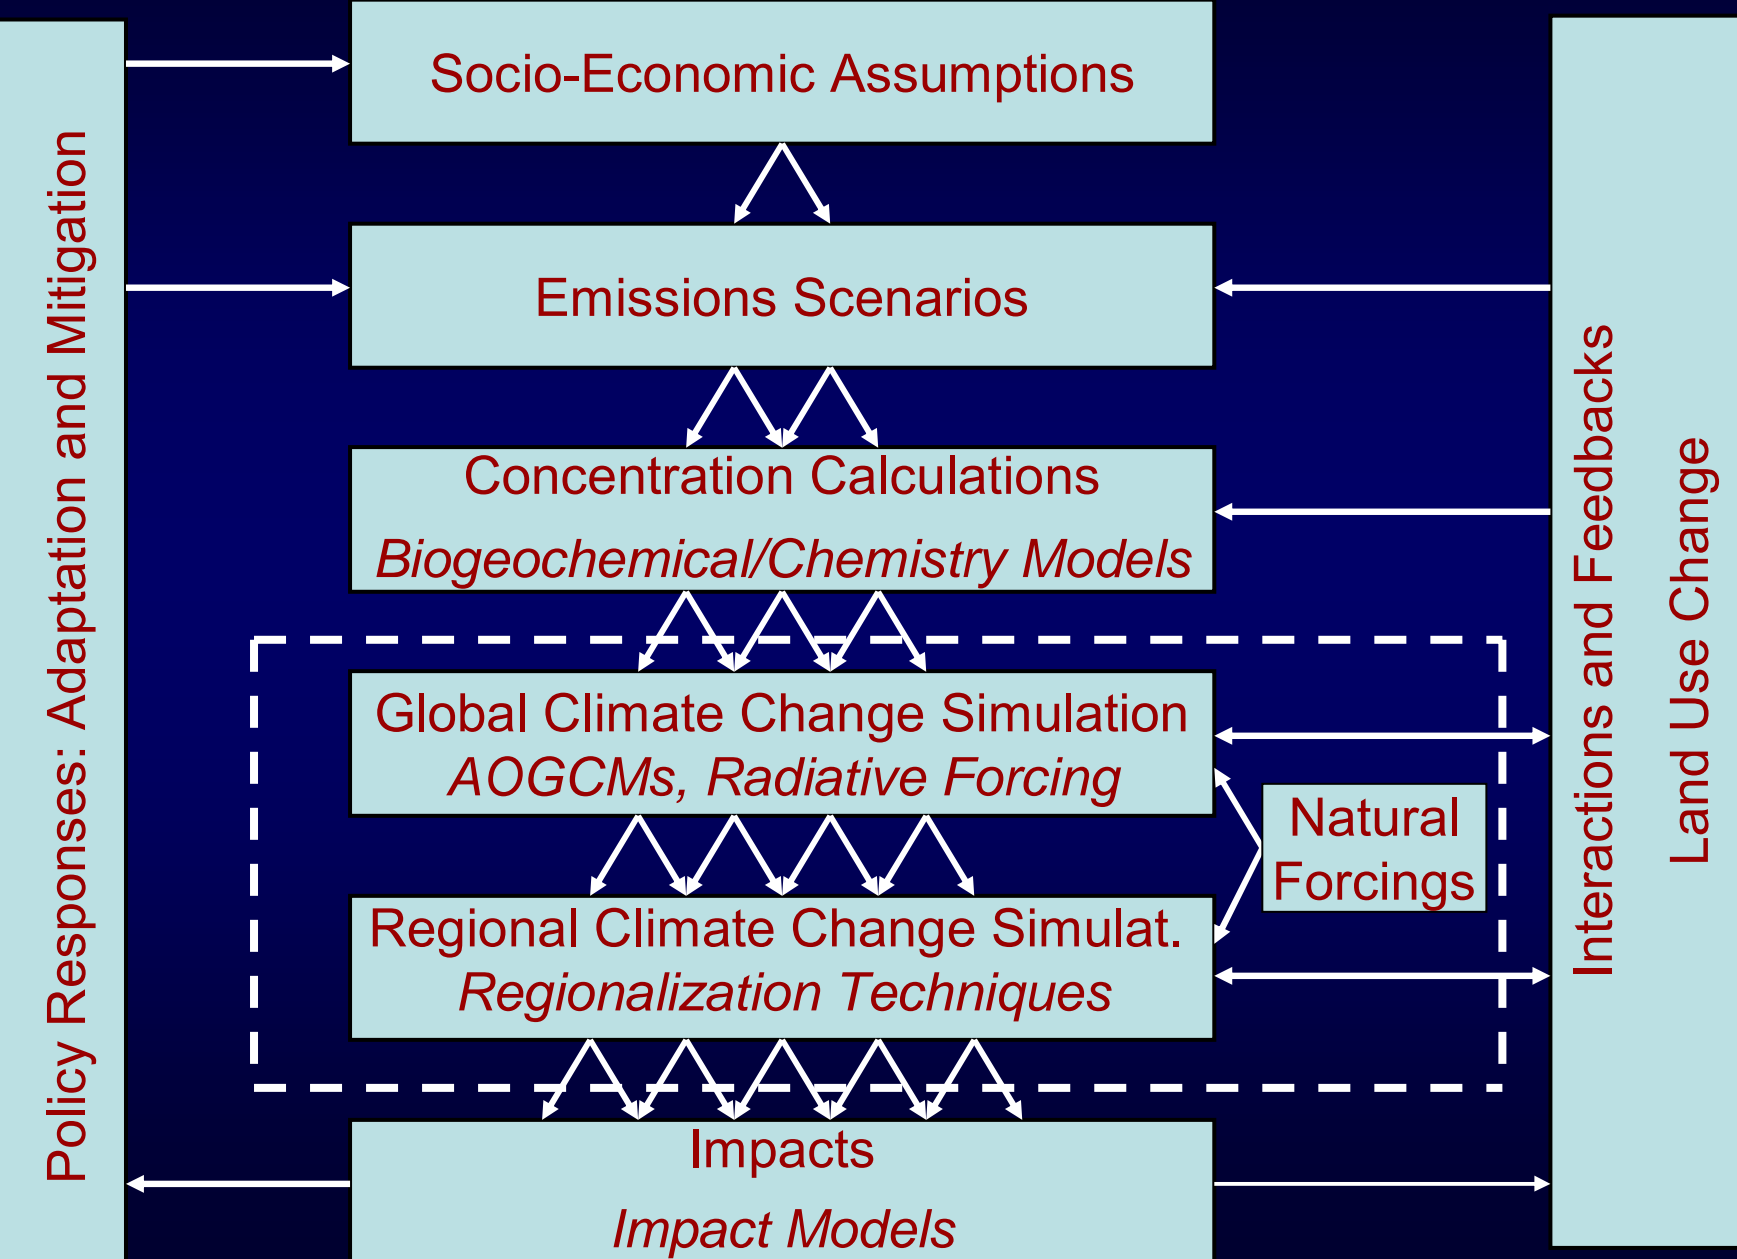 Policy Responses: Adaptation and Mitigation
Socio-Economic Assumptions
Emissions Scenarios
Concentration Calculations
Biogeochemical/Chemistry Models
Global Climate Change Simulation
AOGCMs, Radiative Forcing
Natural
Forcings
Regional Climate Change Simulat.
Regionalization Techniques
Impacts
Impact Models
Interactions and Feedbacks
Land Use Change